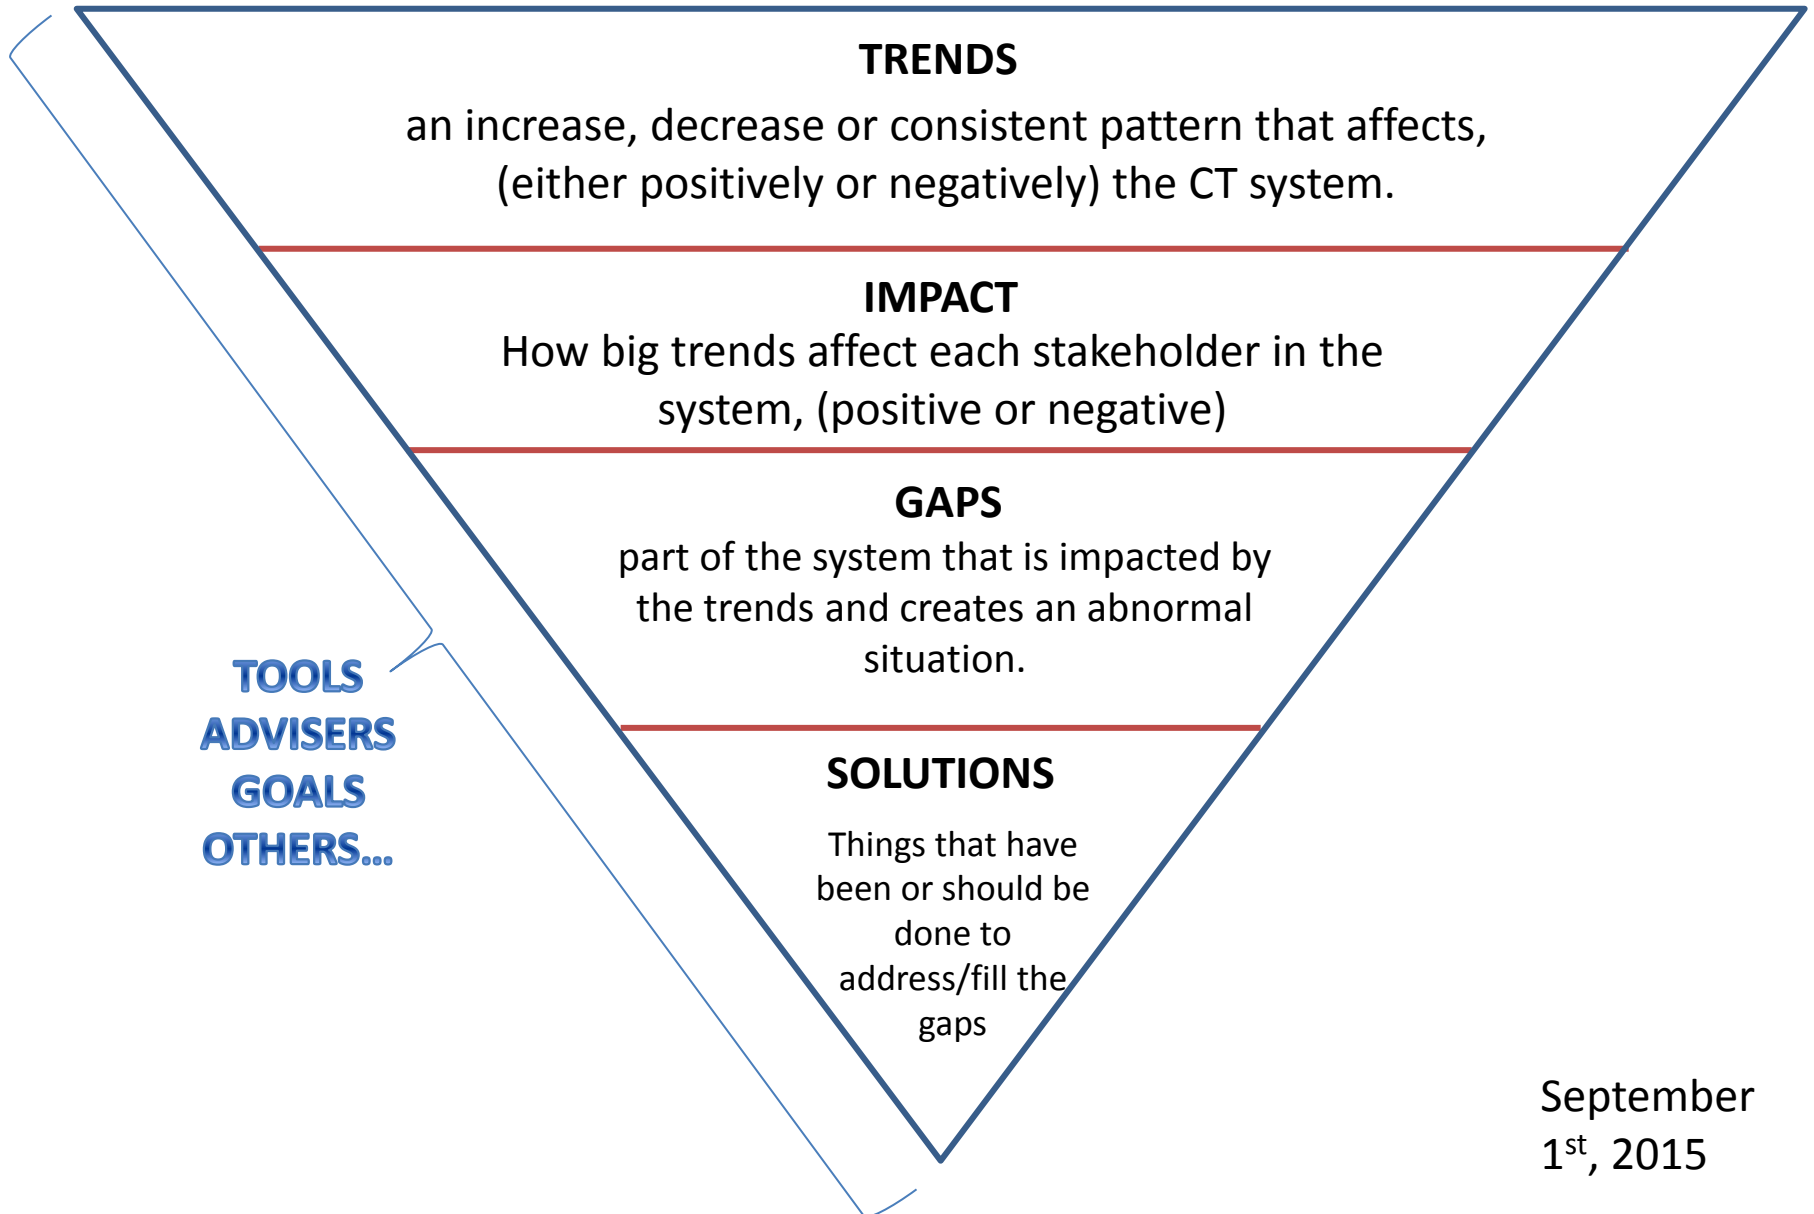 TRENDS
an increase, decrease or consistent pattern that affects,
(either positively or negatively) the CT system.
IMPACT
How big trends affect each stakeholder in the
system, (positive or negative)
GAPS
part of the system that is impacted by
the trends and creates an abnormal
situation.
TOOLS
ADVISERS
GOALS
OTHERS...
SOLUTIONS
Things that have
been or should be
done to
address/fill the
gaps
September
1st, 2015